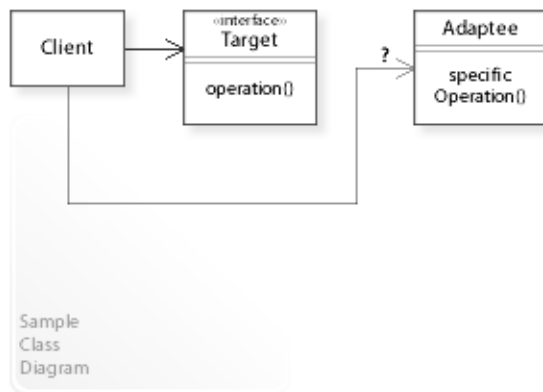 Client
«interface»
Target
operation()
?
Adaptee
specific
Operation()
Sample
Class
Diagram